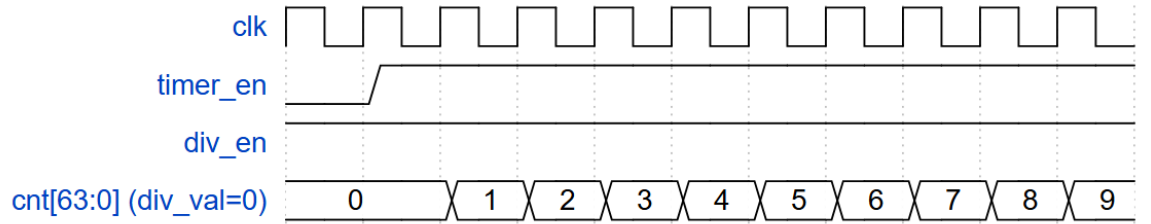 clk
timer_en
div_en
cnt[63:0] (div_val=0) 0 1 2 3 4 5 6 7 8 9